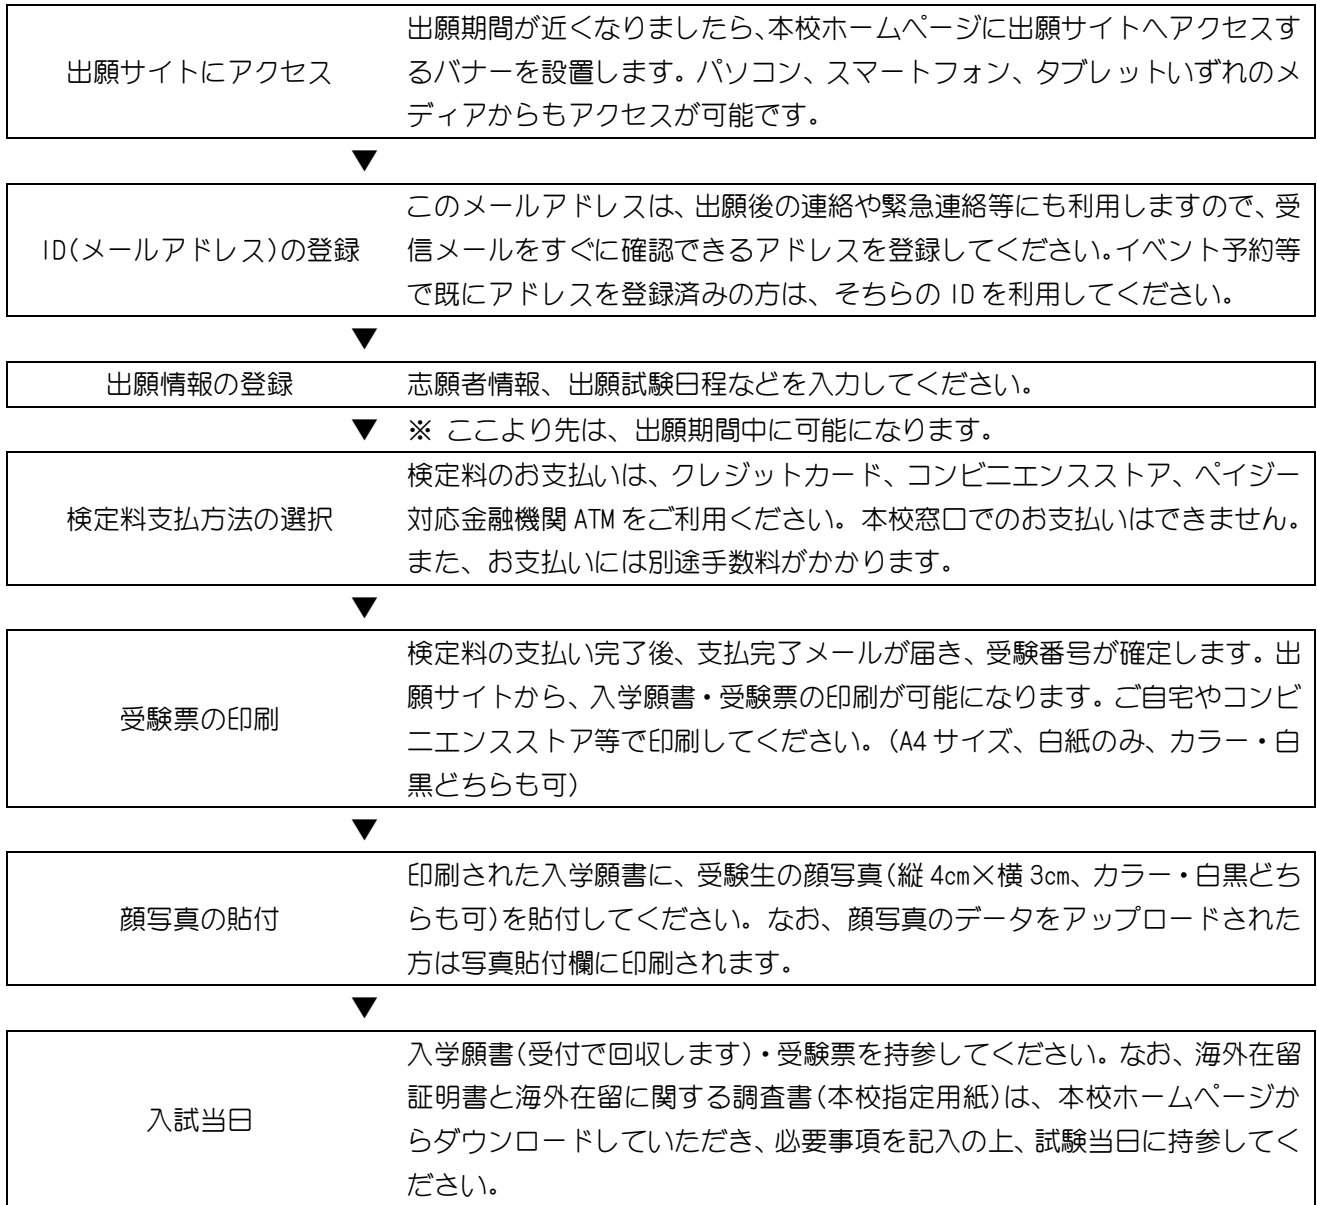 出願サイトにアクセス
出願期間が近くなりましたら、本校ホームページに出願サイトへアクセスす
るバナーを設置します。パソコン、スマートフォン、タブレットいずれのメ
ディアからもアクセスが可能です。
▼
ID(メールアドレス)の登録
このメールアドレスは、出願後の連絡や緊急連絡等にも利用しますので、受
信メールをすぐに確認できるアドレスを登録してください。イベント予約等
で既にアドレスを登録済みの方は、そちらの ID を利用してください。
▼
出願情報の登録
志願者情報、出願試験日程などを入力してください。
▼ ※ ここより先は、出願期間中に可能になります。
検定料支払方法の選択
検定料のお支払いは、クレジットカード、コンビニエンスストア、ペイジー
対応金融機関 ATM をご利用ください。本校窓口でのお支払いはできません。
また、お支払いには別途手数料がかかります。
▼
受験票の印刷
検定料の支払い完了後、支払完了メールが届き、受験番号が確定します。出
願サイトから、入学願書・受験票の印刷が可能になります。ご自宅やコンビ
ニエンスストア等で印刷してください。(A4 サイズ、白紙のみ、カラー・白
黒どちらも可)
▼
顔写真の貼付
印刷された入学願書に、受験生の顔写真(縦 4cm×横 3cm、カラー・白黒どち
らも可)を貼付してください。なお、顔写真のデータをアップロードされた
方は写真貼付欄に印刷されます。
▼
入試当日
入学願書(受付で回収します)・受験票を持参してください。なお、海外在留
証明書と海外在留に関する調査書(本校指定用紙)は、本校ホームページか
らダウンロードしていただき、必要事項を記入の上、試験当日に持参してく
ださい。